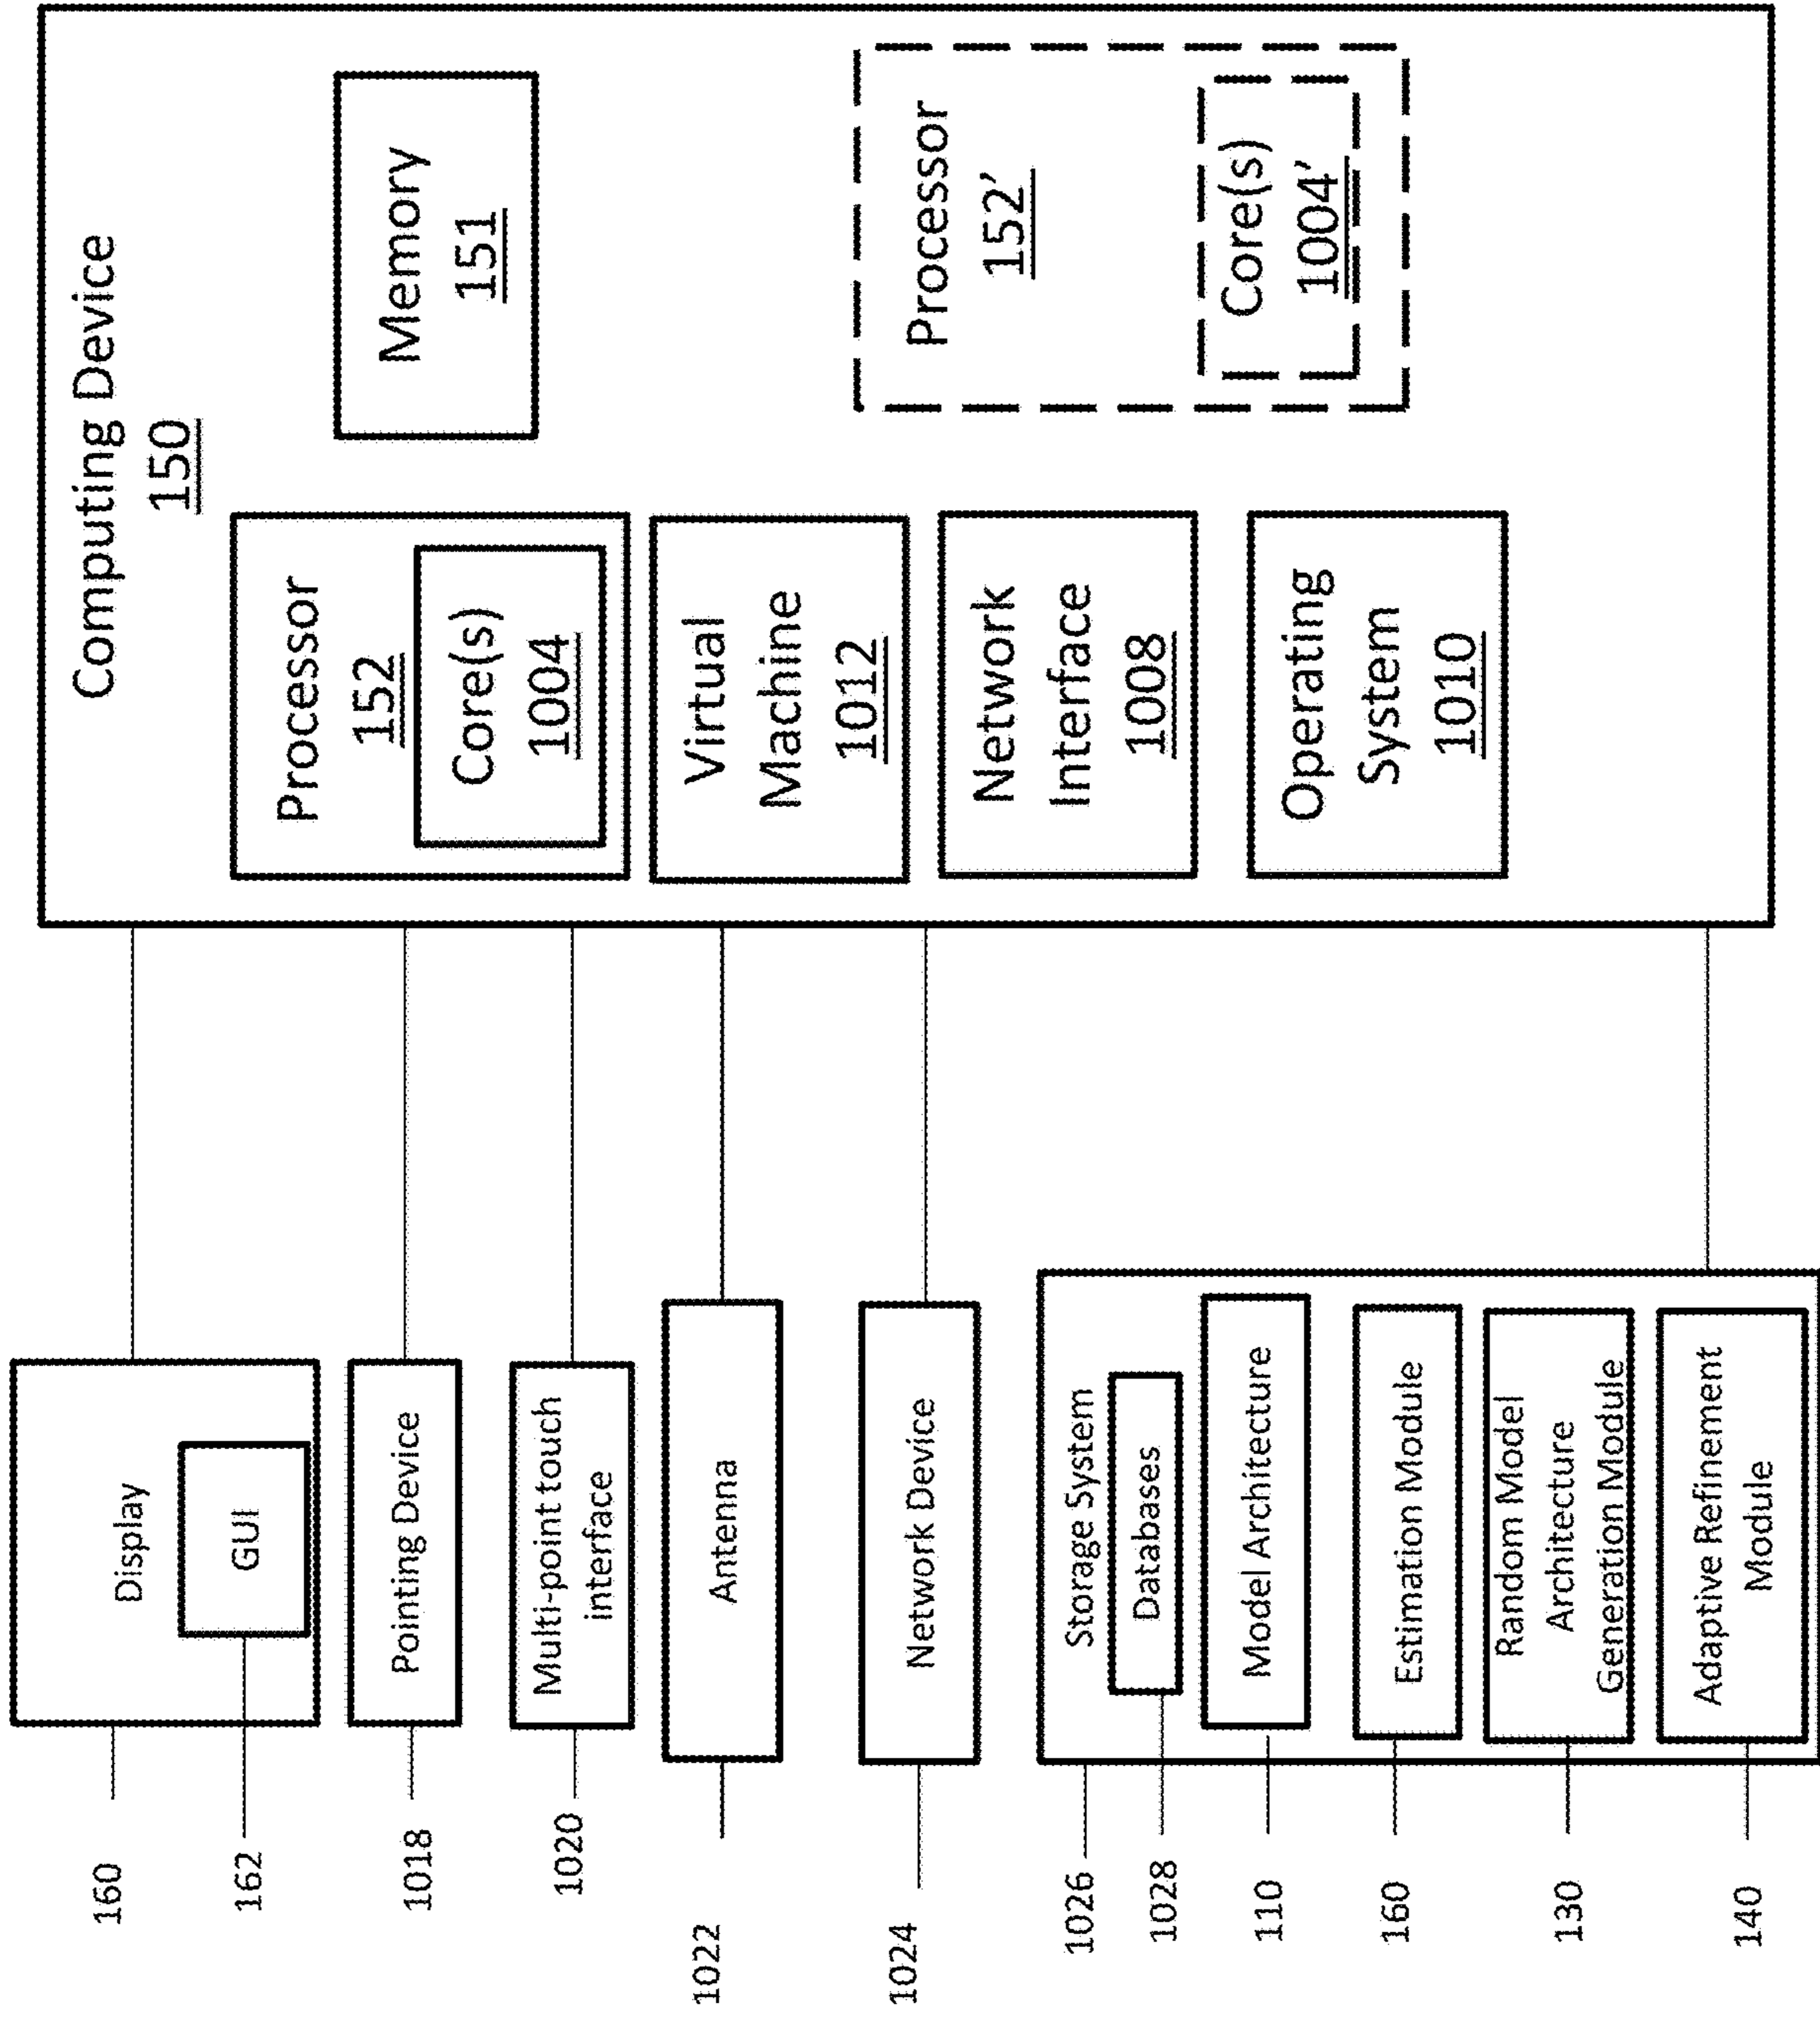 Computing Device
150
Processor
152
Core(s)
1004
Memory
151
Virtual
Machine
1012
Network
Interface
1008
Operating
System
1010
Processor
152'
Core(s)
1004'
160
Display
162
GUI
1018
Pointing Device
1020
Multi-point touch
interface
1022
Antenna
1024
Network Device
1026
Storage System
1028
Databases
110
Model Architecture
160
Estimation Module
130
Random Model
Architecture
Generation Module
140
Adaptive Refinement
Module